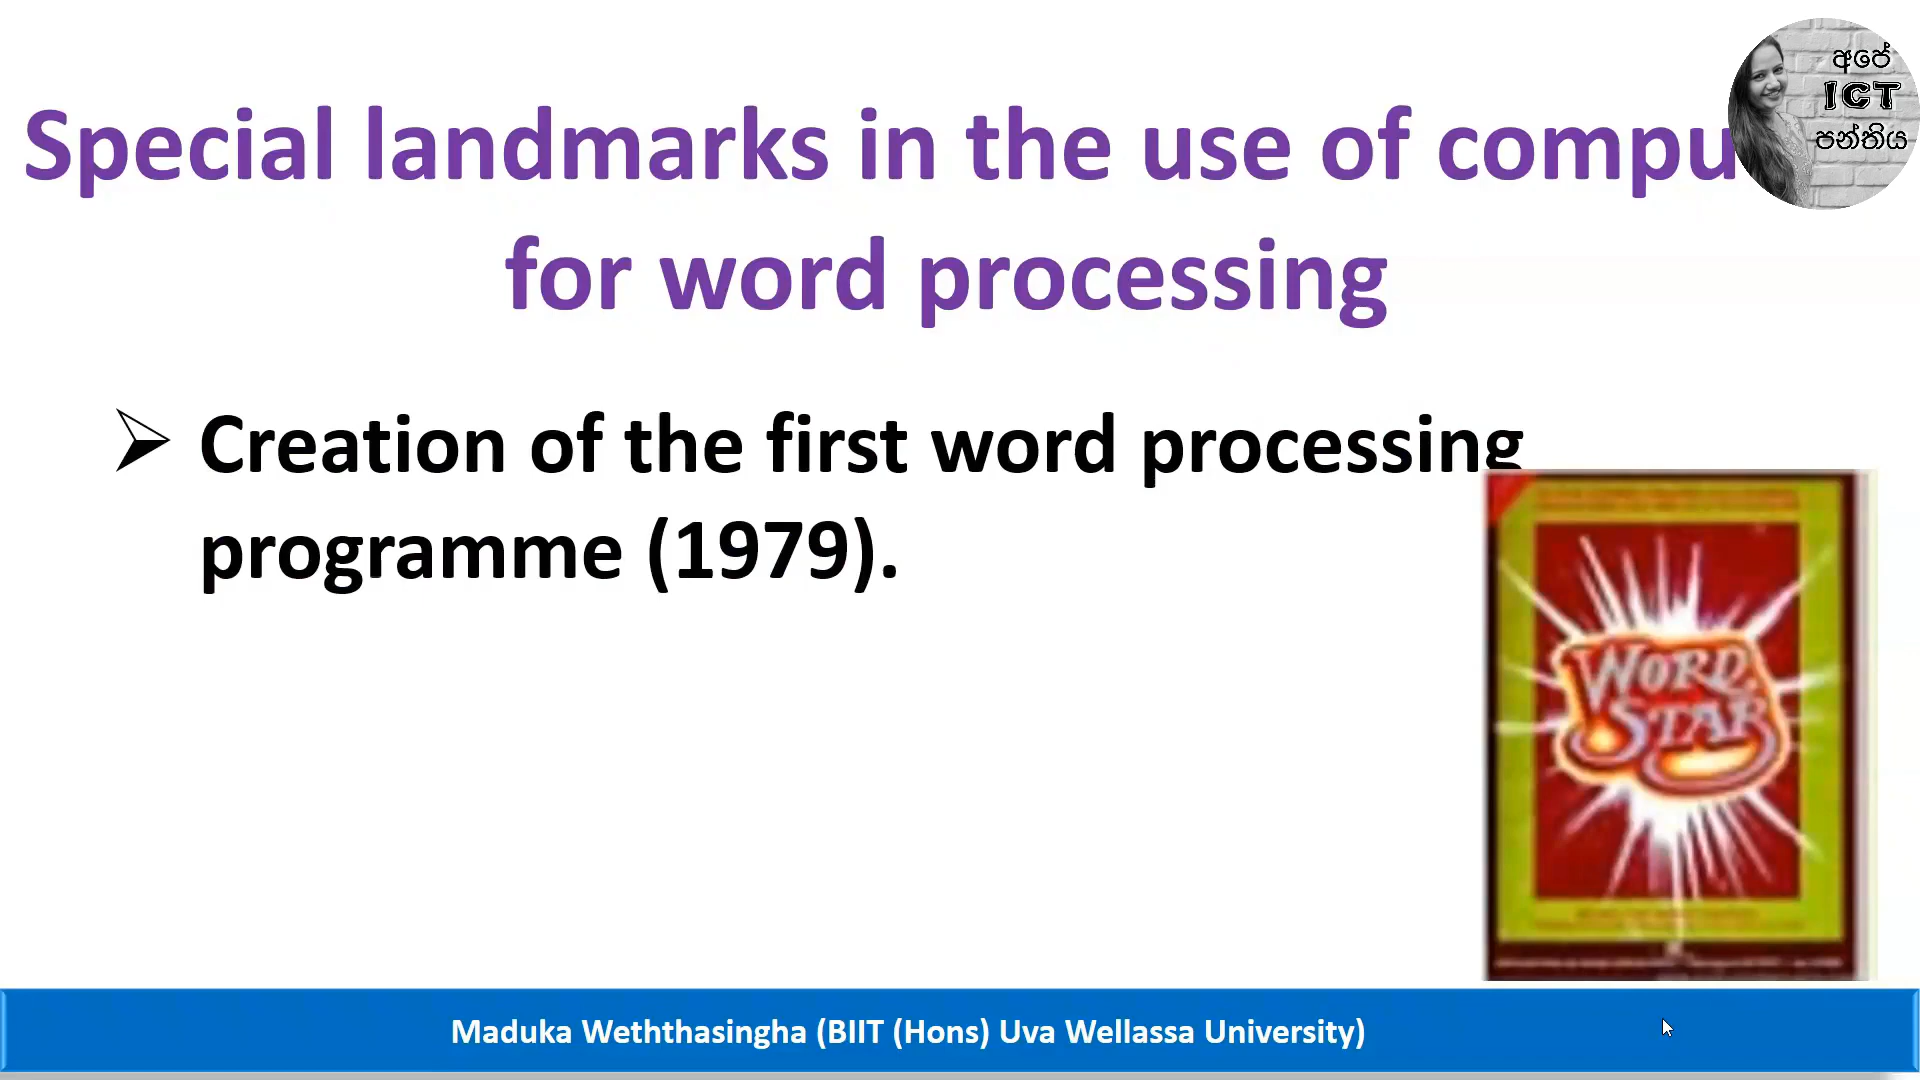 අපේ
ICT
පන්තිය
Special landmarks in the use of compu
for word processing
➢ Creation of the first word processing
programme (1979).
WORD
STAR
Maduka Weththasingha (BIIT (Hons) Uva Wellassa University)